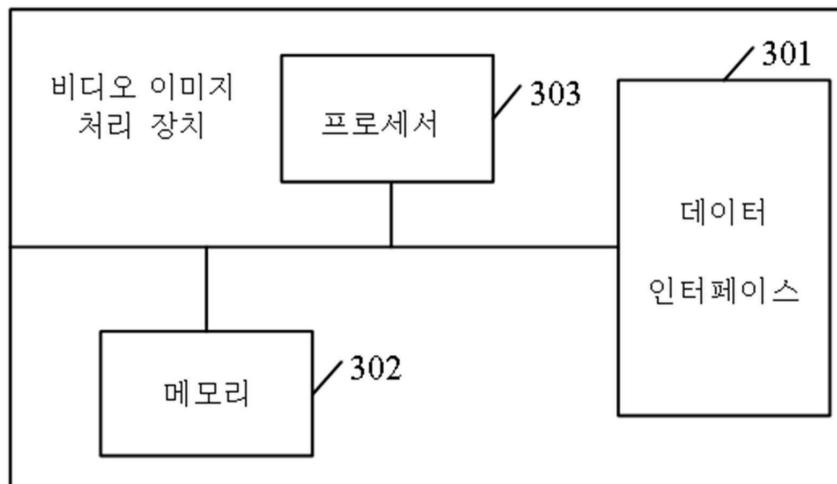 비디오 이미지
처리 장치
프로세서
303
301
데이터
인터페이스
메모리
302